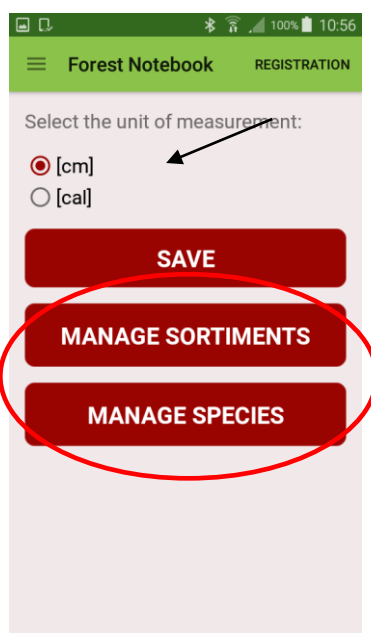 100% 10:56
Forest Notebook REGISTRATION
Select the unit of measurement:
[cm]
[cal]
SAVE
MANAGE SORTIMENTS
MANAGE SPECIES